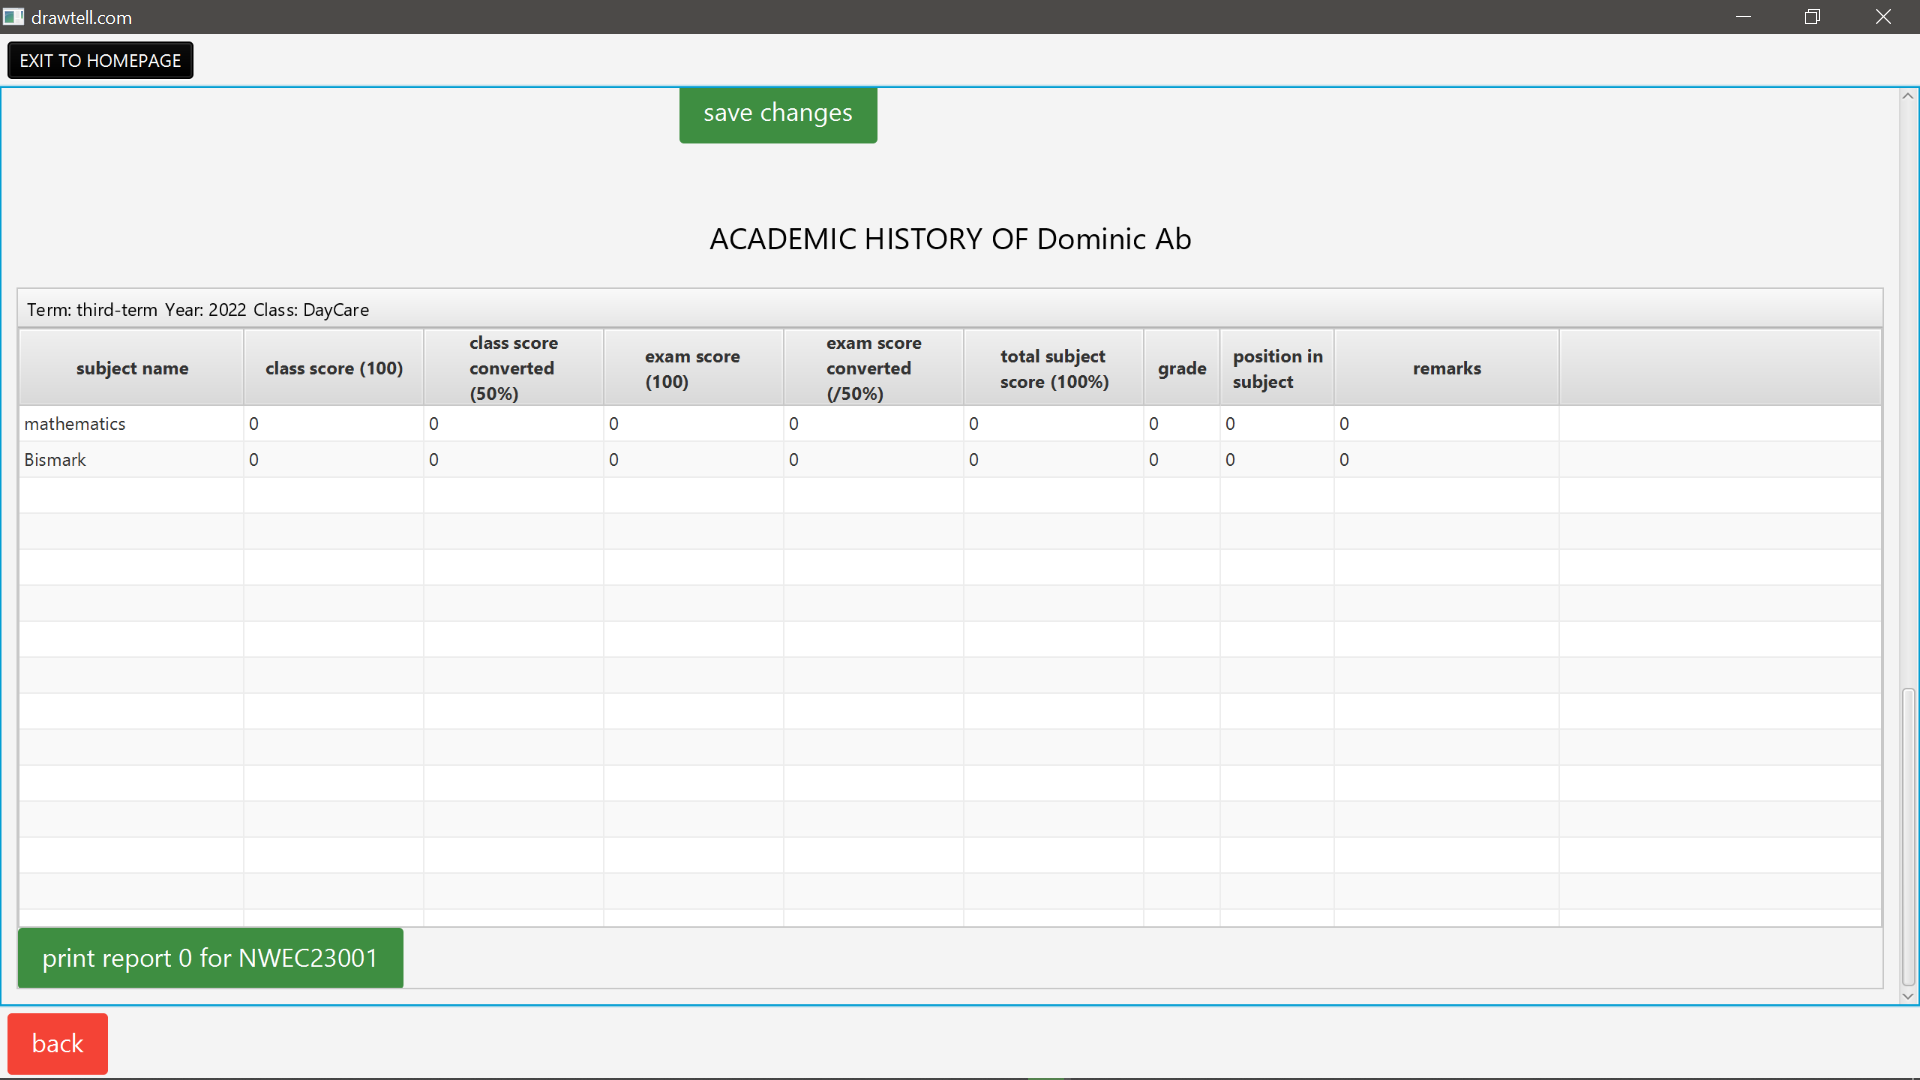 drawtell.com
EXIT TO HOMEPAGE
save changes
ACADEMIC HISTORY OF Dominic Ab
Term: third-term Year: 2022 Class: DayCare
subject name class score (100) class score converted (50%) exam score (100) exam score converted (/50%) total subject score (100%) grade position in subject remarks
mathematics 0 0 0 0 0 0 0 0
Bismark 0 0 0 0 0 0 0 0
print report 0 for NWEC23001
back